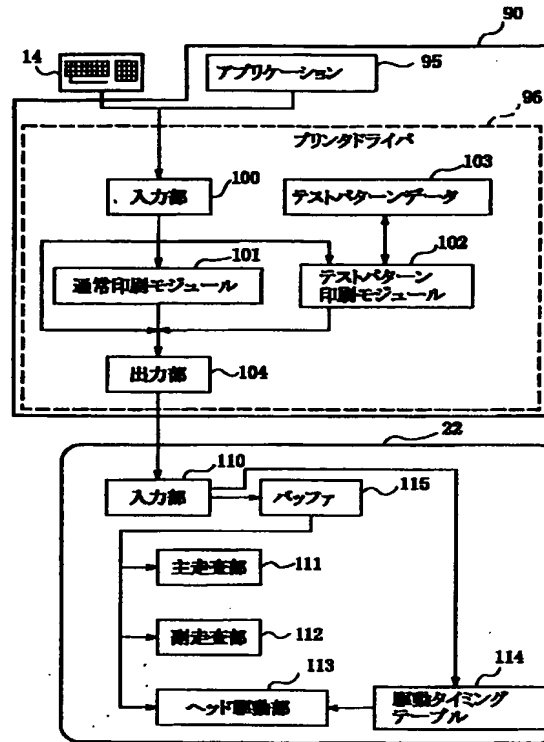 90
14
アプリケーション
95
96
プリンタドライバ
入力部
100
テストパターンデータ
103
通常印刷モジュール
101
テストパターン
印刷モジュール
102
出力部
104
22
入力部
110
バッファ
115
主走査部
111
副走査部
112
ヘッド駆動部
113
駆動タイミング
テーブル
114